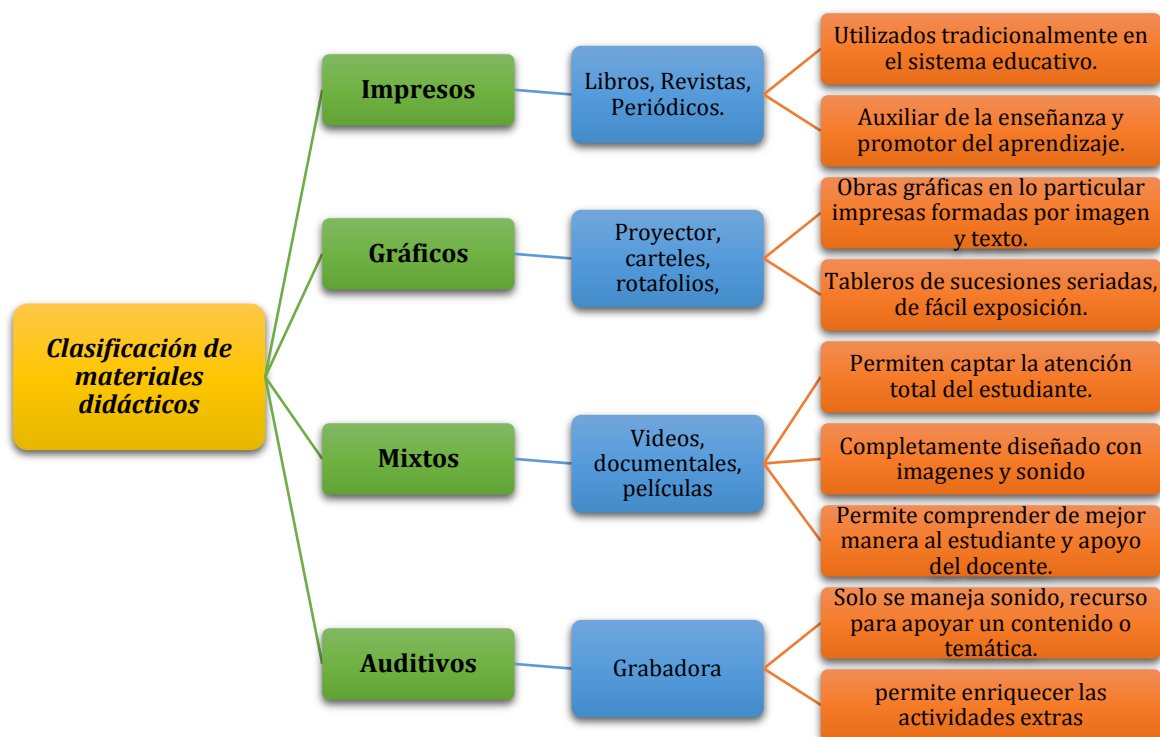 Clasificación de
materiales
didácticos
Impresos
Libros, Revistas,
Periódicos.
Utilizados tradicionalmente en
el sistema educativo.
Auxiliar de la enseñanza y
promotor del aprendizaje.
Gráficos
Proyector,
carteles,
rotafolios,
Obras gráficas en lo particular
impresas formadas por imagen
y texto.
Tableros de sucesiones seriadas,
de fácil exposición.
Mixtos
Videos,
documentales,
películas
Permiten captar la atención
total del estudiante.
Completamente diseñado con
imagenes y sonido
Permite comprender de mejor
manera al estudiante y apoyo
del docente.
Auditivos
Grabadora
Solo se maneja sonido, recurso
para apoyar un contenido o
temática.
permite enriquecer las
actividades extras